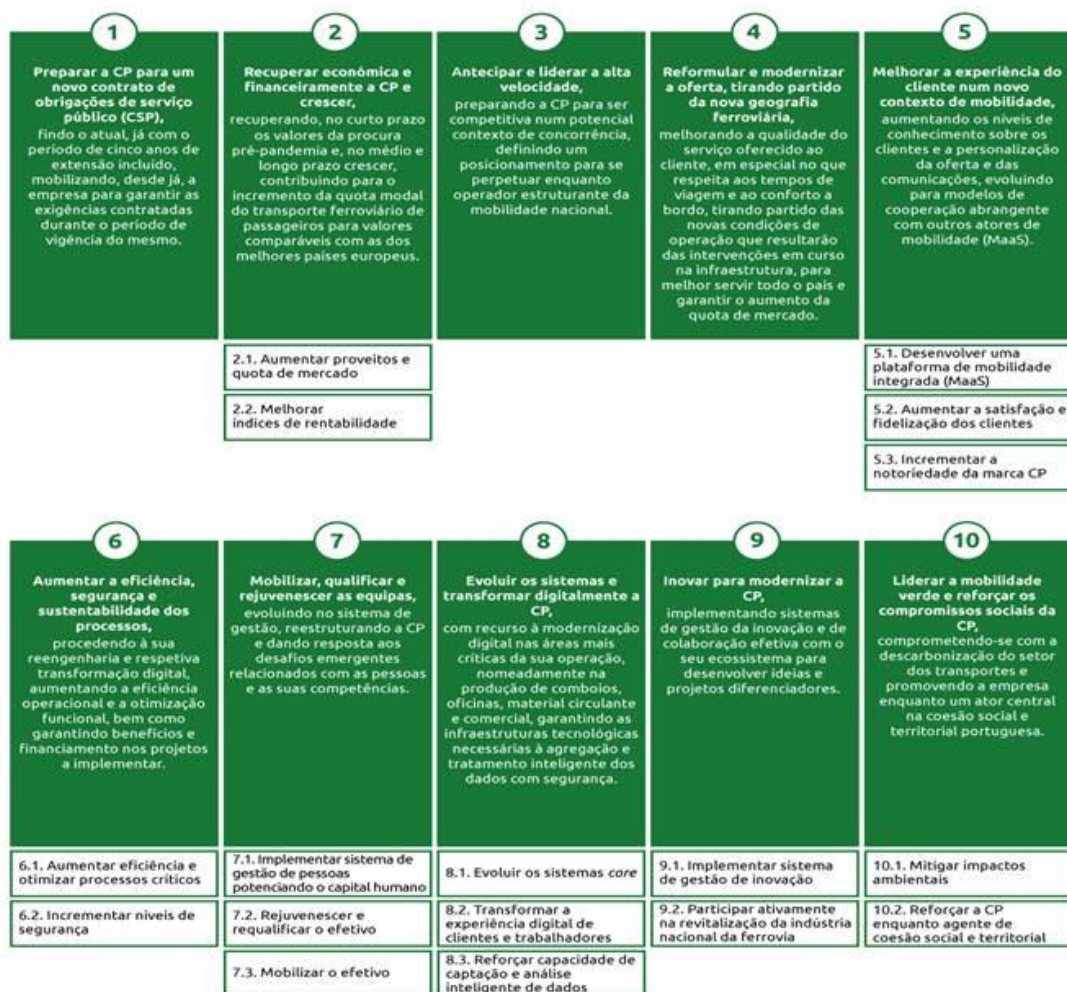 1
Preparar a CP para um
novo contrato de
obrigações de serviço
público (CSP),
findo o atual, já com o
período de cinco anos de
extensão incluído,
mobilizando, desde já, a
empresa para garantir as
exigências contratadas
durante o período de
vigência do mesmo.
2
Recuperar económica e
financeiramente a CP e
crescer,
recuperando, no curto prazo
os valores da procura
pré-pandemia e, no médio e
longo prazo crescer,
contribuindo para o
incremento da quota modal
do transporte ferroviário de
passageiros para valores
comparáveis com as dos
melhores países europeus.
2.1. Aumentar proveitos e
quota de mercado
2.2. Melhorar
índices de rentabilidade
3
Antecipar e liderar a alta
velocidade,
preparando a CP para ser
competitiva num potencial
contexto de concorrência,
definindo um
posicionamento para se
perpetuar enquanto
operador estruturante da
mobilidade nacional.
4
Reformular e modernizar
a oferta, tirando partido
da nova geografia
ferroviária,
melhorando a qualidade do
serviço oferecido ao
cliente, em especial no que
respeita aos tempos de
viagem e ao conforto a
bordo, tirando partido das
novas condições de
operação que resultarão
das intervenções em curso
na infraestrutura, para
melhor servir todo o país e
garantir o aumento da
quota de mercado.
5
Melhorar a experiência do
cliente num novo
contexto de mobilidade,
aumentando os níveis de
conhecimento sobre os
clientes e a personalização
da oferta e das
comunicações, evoluindo
para modelos de
cooperação abrangente
com outros atores de
mobilidade (MaaS).
5.1. Desenvolver uma
plataforma de mobilidade
integrada (MaaS)
5.2. Aumentar a satisfação e
fidelização dos clientes
5.3. Incrementar a
notoriedade da marca CP
6
Aumentar a eficiência,
segurança e
sustentabilidade dos
processos,
procedendo à sua
reengenharia e respetiva
transformação digital,
aumentando a eficiência
operacional e a otimização
funcional, bem como
garantindo benefícios e
financiamento nos projetos
a implementar.
6.1. Aumentar eficiência e
otimizar processos críticos
6.2. Incrementar níveis de
segurança
7
Mobilizar, qualificar e
rejuvenescer as equipas,
evoluindo no sistema de
gestão, reestruturando a CP
e dando resposta aos
desafios emergentes
relacionados com as pessoas
e as suas competências.
7.1. Implementar sistema de
gestão de pessoas
potenciando o capital humano
7.2. Rejuvenescer e
requalificar o efetivo
7.3. Mobilizar o efetivo
8
Evoluir os sistemas e
transformar digitalmente a
CP,
com recurso à modernização
digital nas áreas mais
críticas da sua operação,
nomeadamente na
produção de comboios,
oficinas, material circulante
e comercial, garantindo as
infraestruturas tecnológicas
necessárias à agregação e
tratamento inteligente dos
dados com segurança.
8.1. Evoluir os sistemas core
8.2. Transformar a
experiência digital de
clientes e trabalhadores
8.3. Reforçar capacidade de
captação e análise
inteligente de dados
9
Inovar para modernizar a
CP,
implementando sistemas
de gestão da inovação e de
colaboração efetiva com o
seu ecossistema para
desenvolver ideias e
projetos diferenciadores.
9.1. Implementar sistema
de gestão de inovação
9.2. Participar ativamente
na revitalização da indústria
nacional da ferrovia
10
Liderar a mobilidade
verde e reforçar os
compromissos sociais da
CP,
comprometendo-se com a
descarbonização do setor
dos transportes e
promovendo a empresa
enquanto um ator central
na coesão social e
territorial portuguesa.
10.1. Mitigar impactos
ambientais
10.2. Reforçar a CP
enquanto agente de
coesão social e territorial